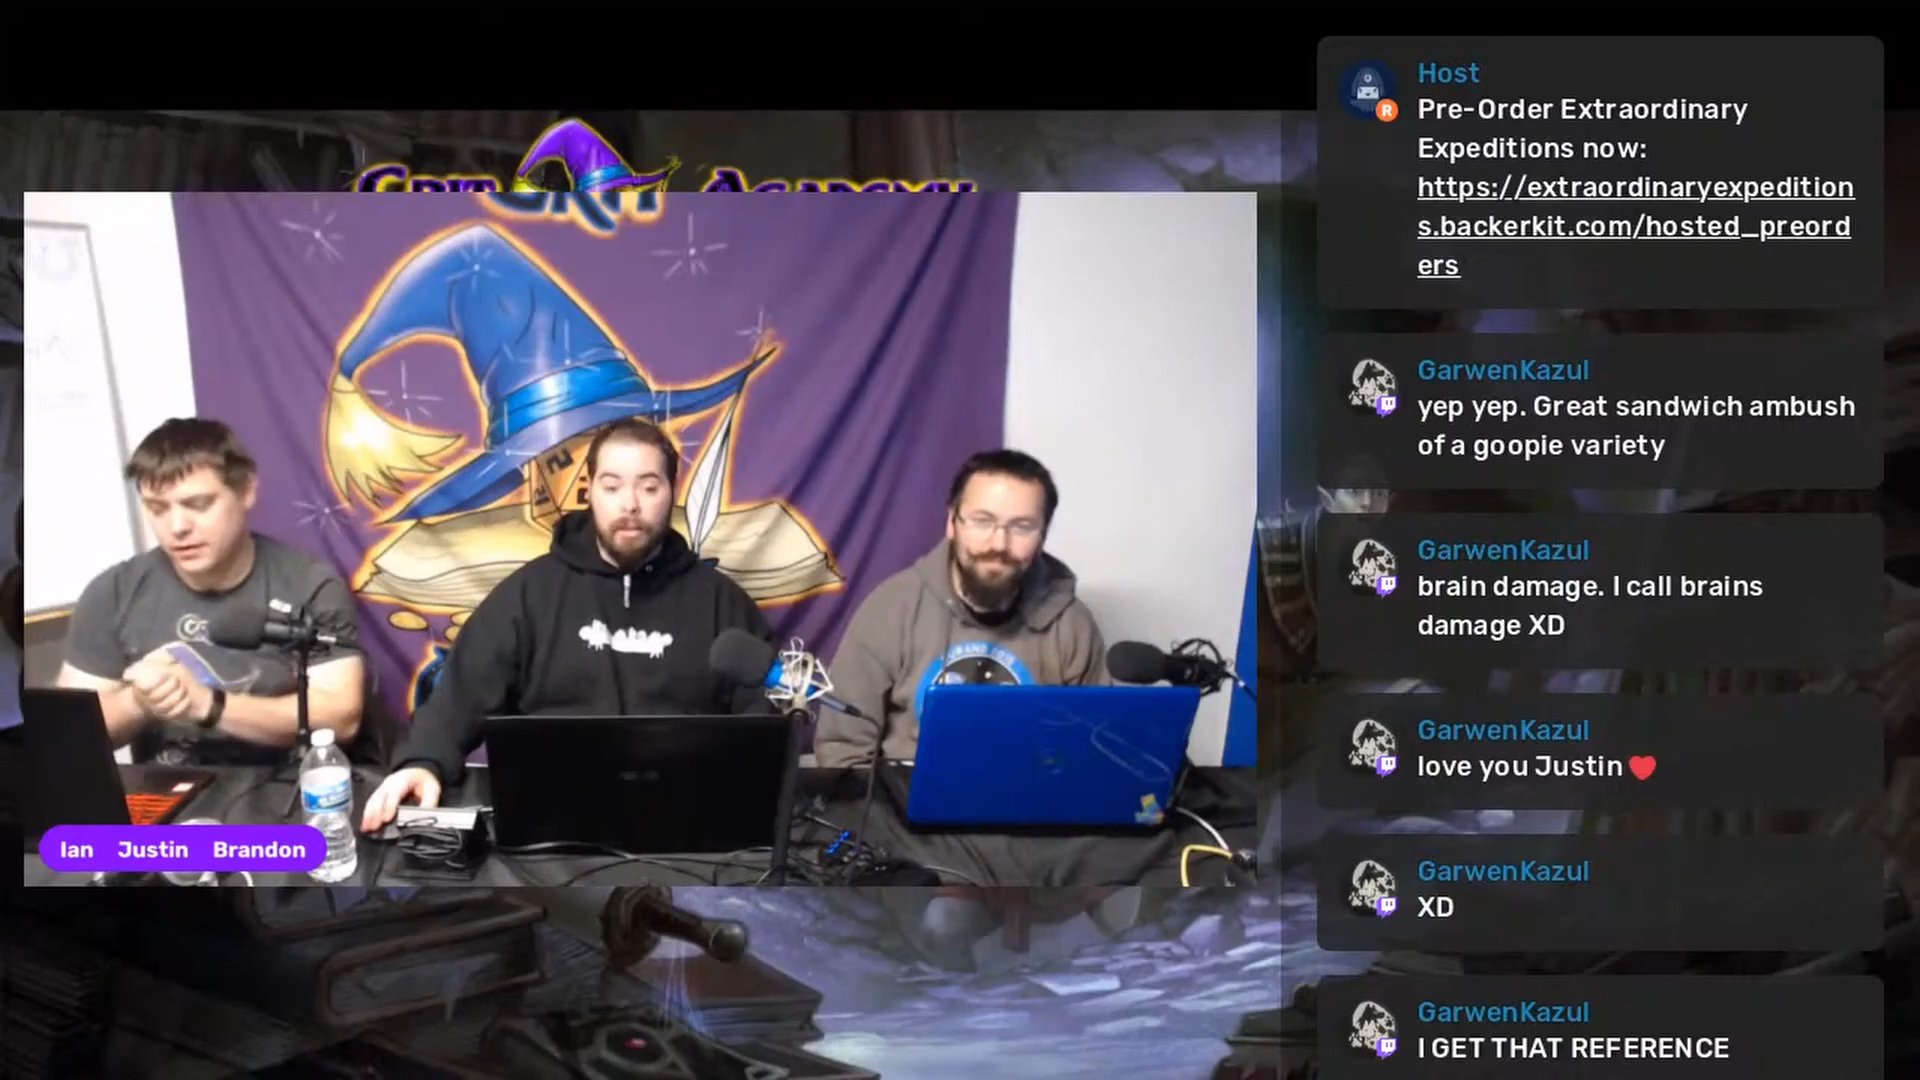 Crit Academy
Ian Justin Brandon
Host
Pre-Order Extraordinary
Expeditions now:
https://extraordinaryexpedition
s.backerkit.com/hosted_preord
ers
GarwenKazul
yep yep. Great sandwich ambush
of a goopie variety
GarwenKazul
brain damage. I call brains
damage XD
GarwenKazul
love you Justin❤️
GarwenKazul
XD
GarwenKazul
I GET THAT REFERENCE